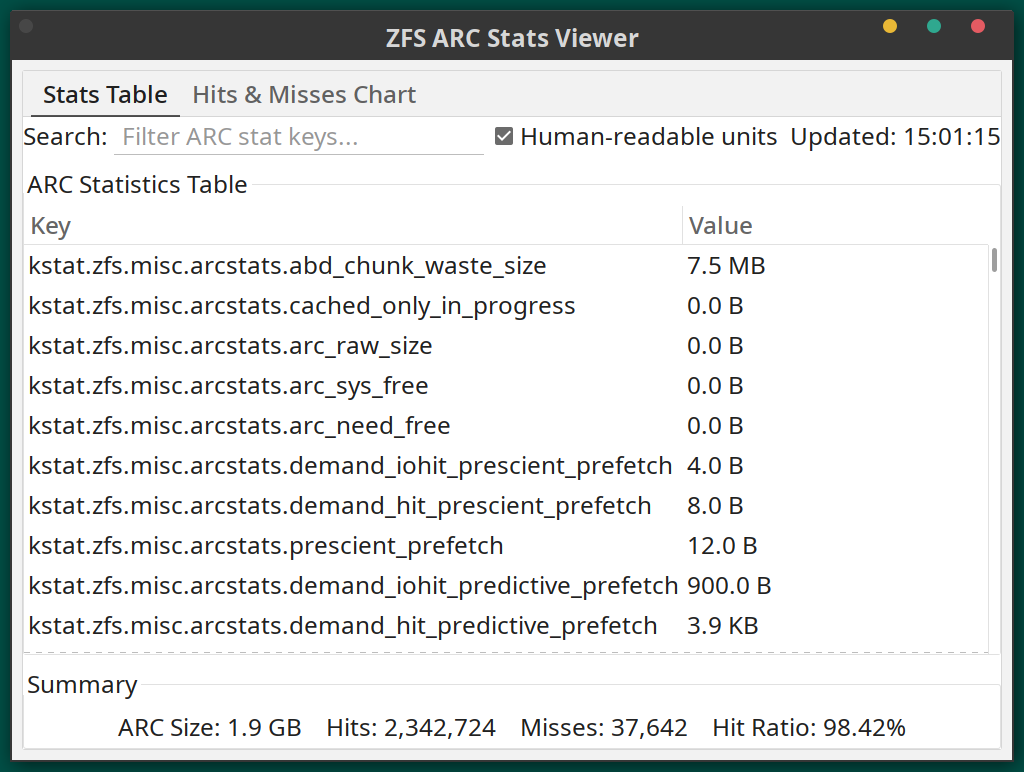 ZFS ARC Stats Viewer
Stats Table Hits & Misses Chart
Search: Filter ARC stat keys... Human-readable units Updated: 15:01:15
ARC Statistics Table
Key Value
kstat.zfs.misc.arcstats.abd_chunk_waste_size 7.5 MB
kstat.zfs.misc.arcstats.cached_only_in_progress 0.0 B
kstat.zfs.misc.arcstats.arc_raw_size 0.0 B
kstat.zfs.misc.arcstats.arc_sys_free 0.0 B
kstat.zfs.misc.arcstats.arc_need_free 0.0 B
kstat.zfs.misc.arcstats.demand_iohit_prescient_prefetch 4.0 B
kstat.zfs.misc.arcstats.demand_hit_prescient_prefetch 8.0 B
kstat.zfs.misc.arcstats.prescient_prefetch 12.0 B
kstat.zfs.misc.arcstats.demand_iohit_predictive_prefetch 900.0 B
kstat.zfs.misc.arcstats.demand_hit_predictive_prefetch 3.9 KB
Summary
ARC Size: 1.9 GB Hits: 2,342,724 Misses: 37,642 Hit Ratio: 98.42%